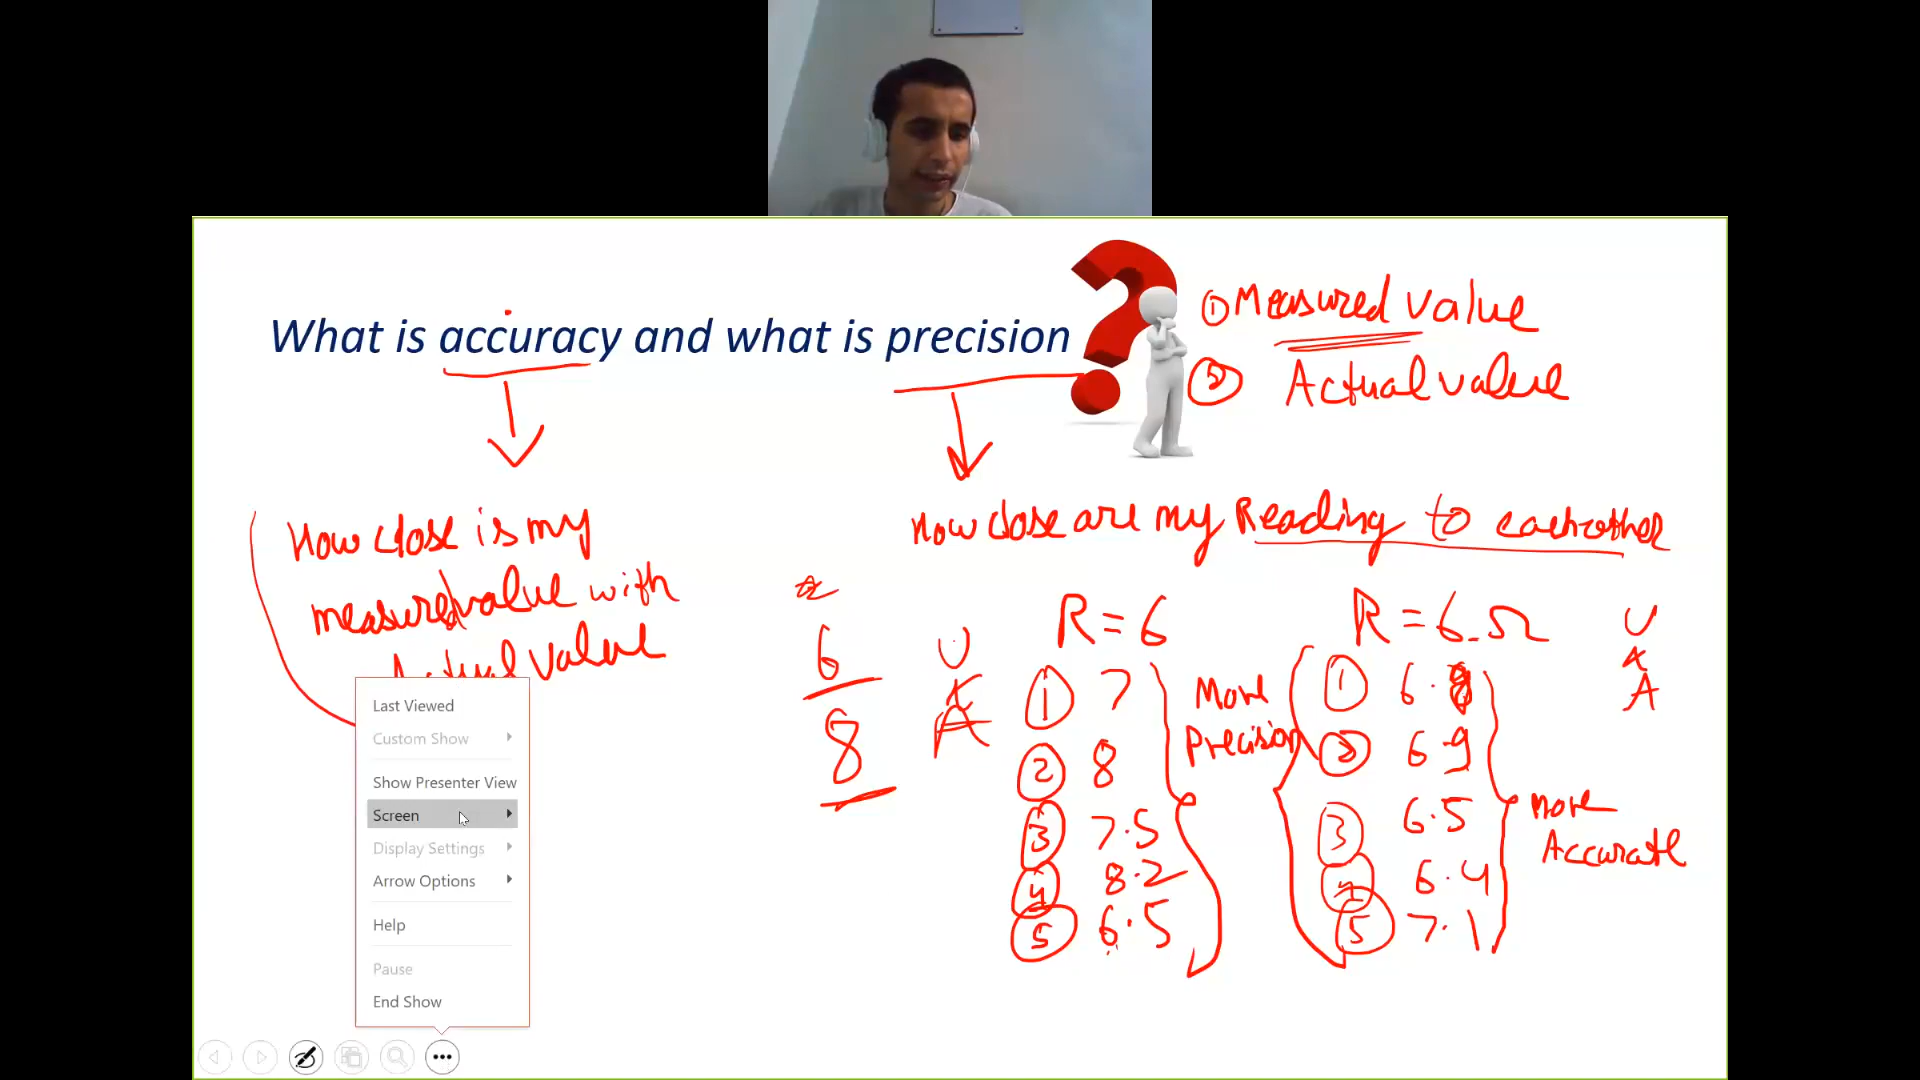 What is accuracy and what is precision
① Measured value
② Actual value
How close is my
measured value with
Actual value
How close are my Reading to each other
6
8
R = 6
① 7
② 8
③ 7.5
④ 8.2
⑤ 6.5
More
Precision
R = 6 Ω
① 6.8
② 6.9
③ 6.5
④ 6.4
⑤ 7.1
More
Accurate
U
A
U
A
Last Viewed
Custom Show
Show Presenter View
Screen
Display Settings
Arrow Options
Help
Pause
End Show